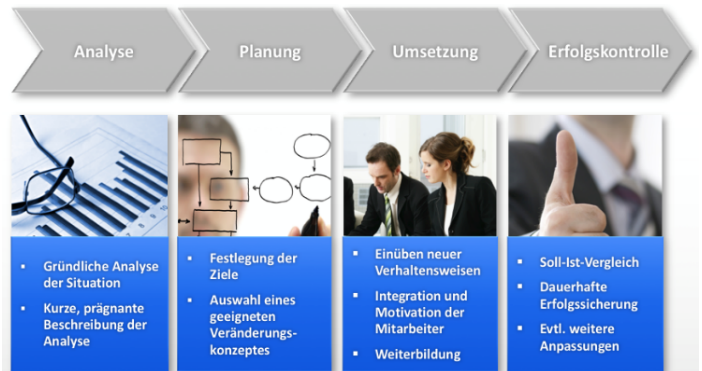 Analyse
Planung
Umsetzung
Erfolgskontrolle
▪ Gründliche Analyse
der Situation
▪ Kurze, prägnante
Beschreibung der
Analyse
▪ Festlegung der
Ziele
▪ Auswahl eines
geeigneten
Veränderungs-
konzeptes
▪ Einüben neuer
Verhaltensweisen
▪ Integration und
Motivation der
Mitarbeiter
▪ Weiterbildung
▪ Soll-Ist-Vergleich
▪ Dauerhafte
Erfolgssicherung
▪ Evtl. weitere
Anpassungen